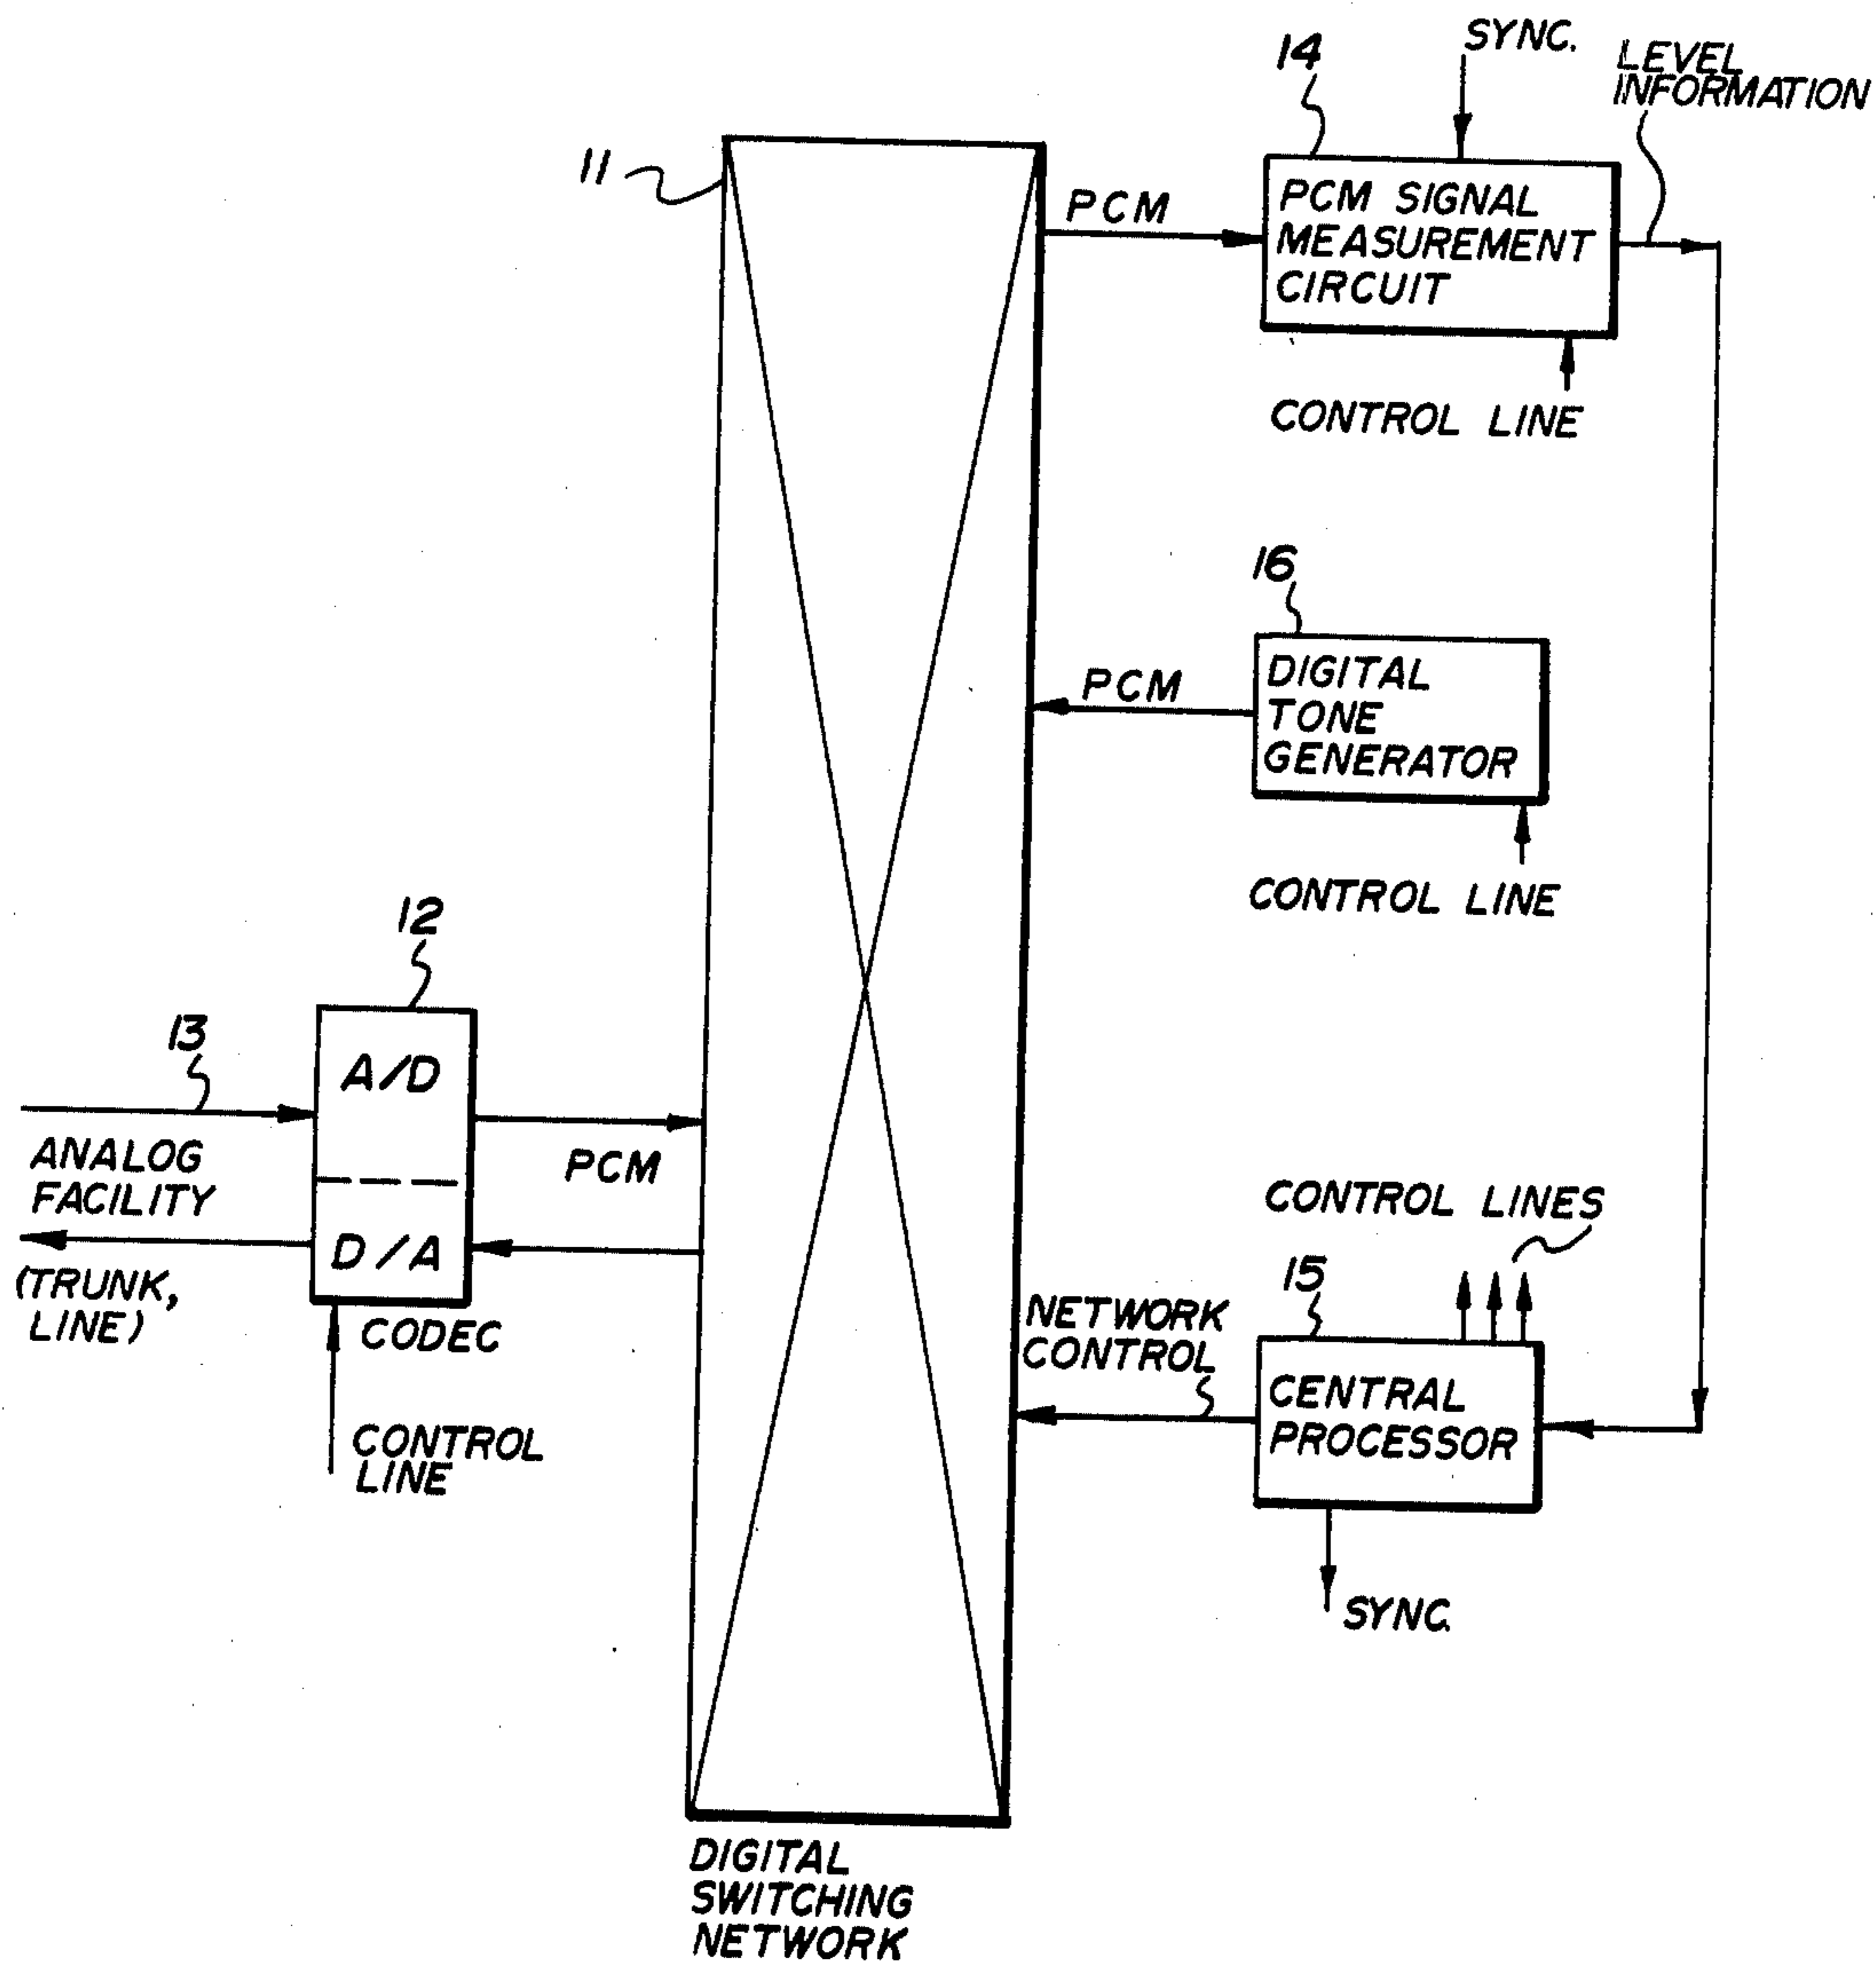 SYNC.
LEVEL
INFORMATION
14
11
PCM
PCM SIGNAL
MEASUREMENT
CIRCUIT
CONTROL LINE
16
PCM
DIGITAL
TONE
GENERATOR
CONTROL LINE
12
13
A/D
ANALOG
FACILITY
PCM
D/A
(TRUNK,
LINE)
CODEC
CONTROL
LINE
CONTROL LINES
15
NETWORK
CONTROL
CENTRAL
PROCESSOR
SYNC.
DIGITAL
SWITCHING
NETWORK